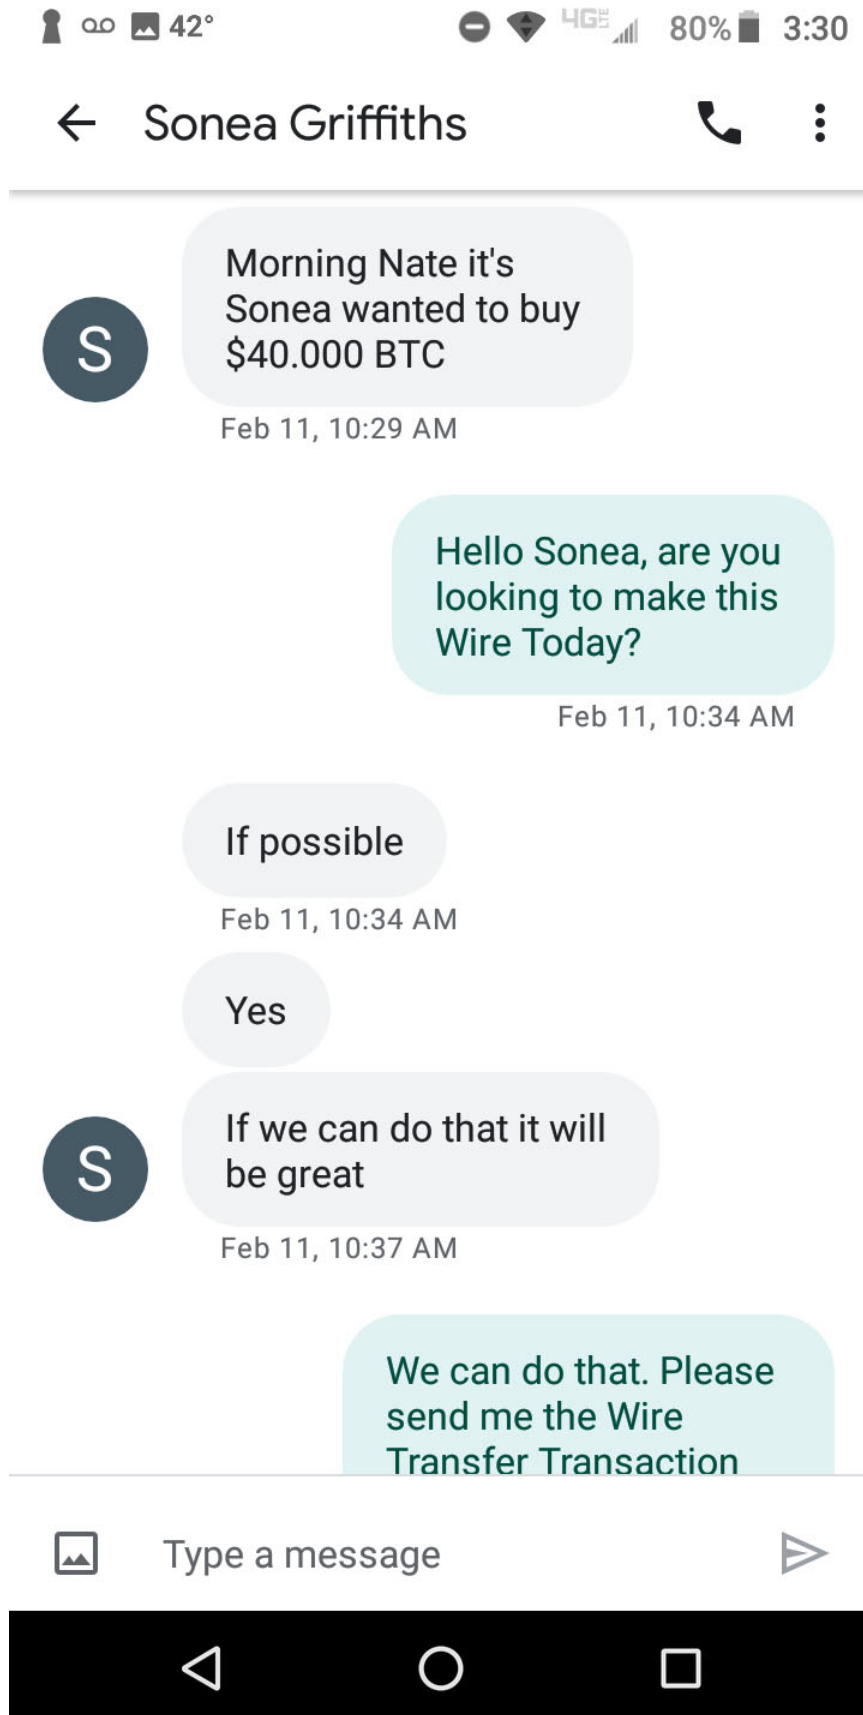 42°
4G LTE
80%
3:30
Sonea Griffiths
Morning Nate it's
Sonea wanted to buy
$40.000 BTC
S
Feb 11, 10:29 AM
Hello Sonea, are you
looking to make this
Wire Today?
Feb 11, 10:34 AM
If possible
Feb 11, 10:34 AM
Yes
If we can do that it will
be great
S
Feb 11, 10:37 AM
We can do that. Please
send me the Wire
Transfer Transaction
Type a message